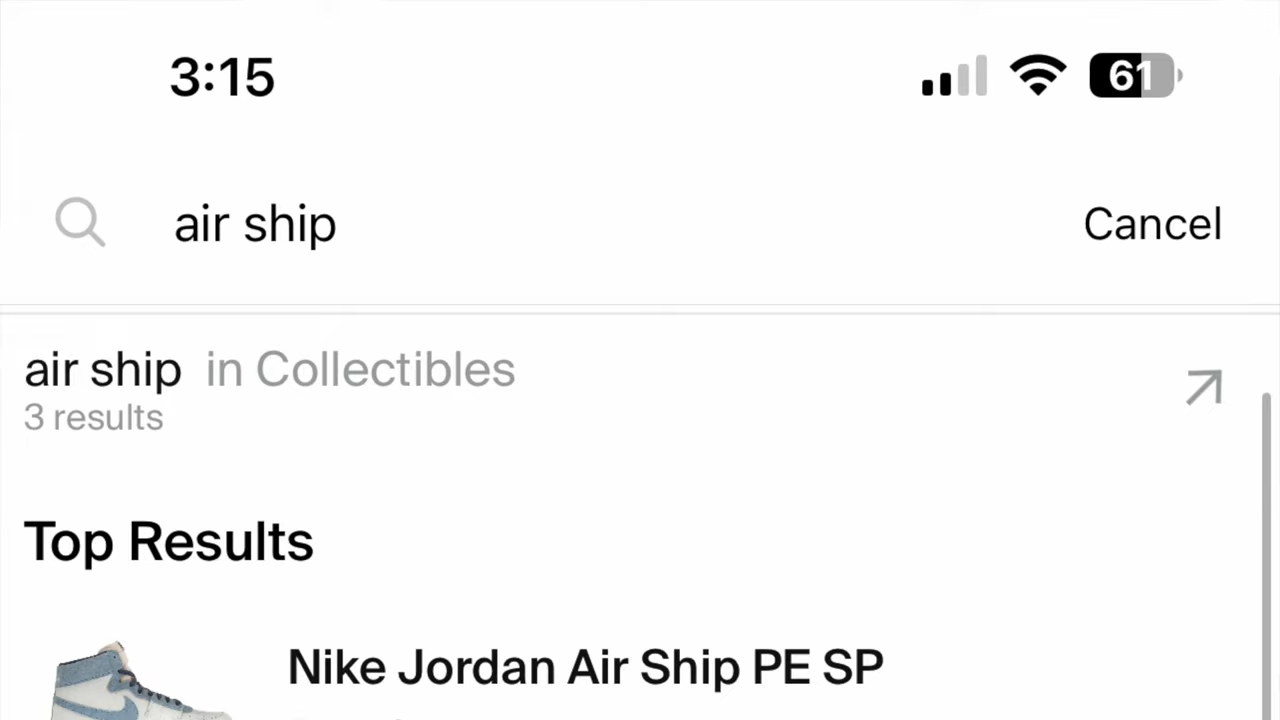 3:15 61
air ship Cancel
air ship in Collectibles
3 results
Top Results
Nike Jordan Air Ship PE SP